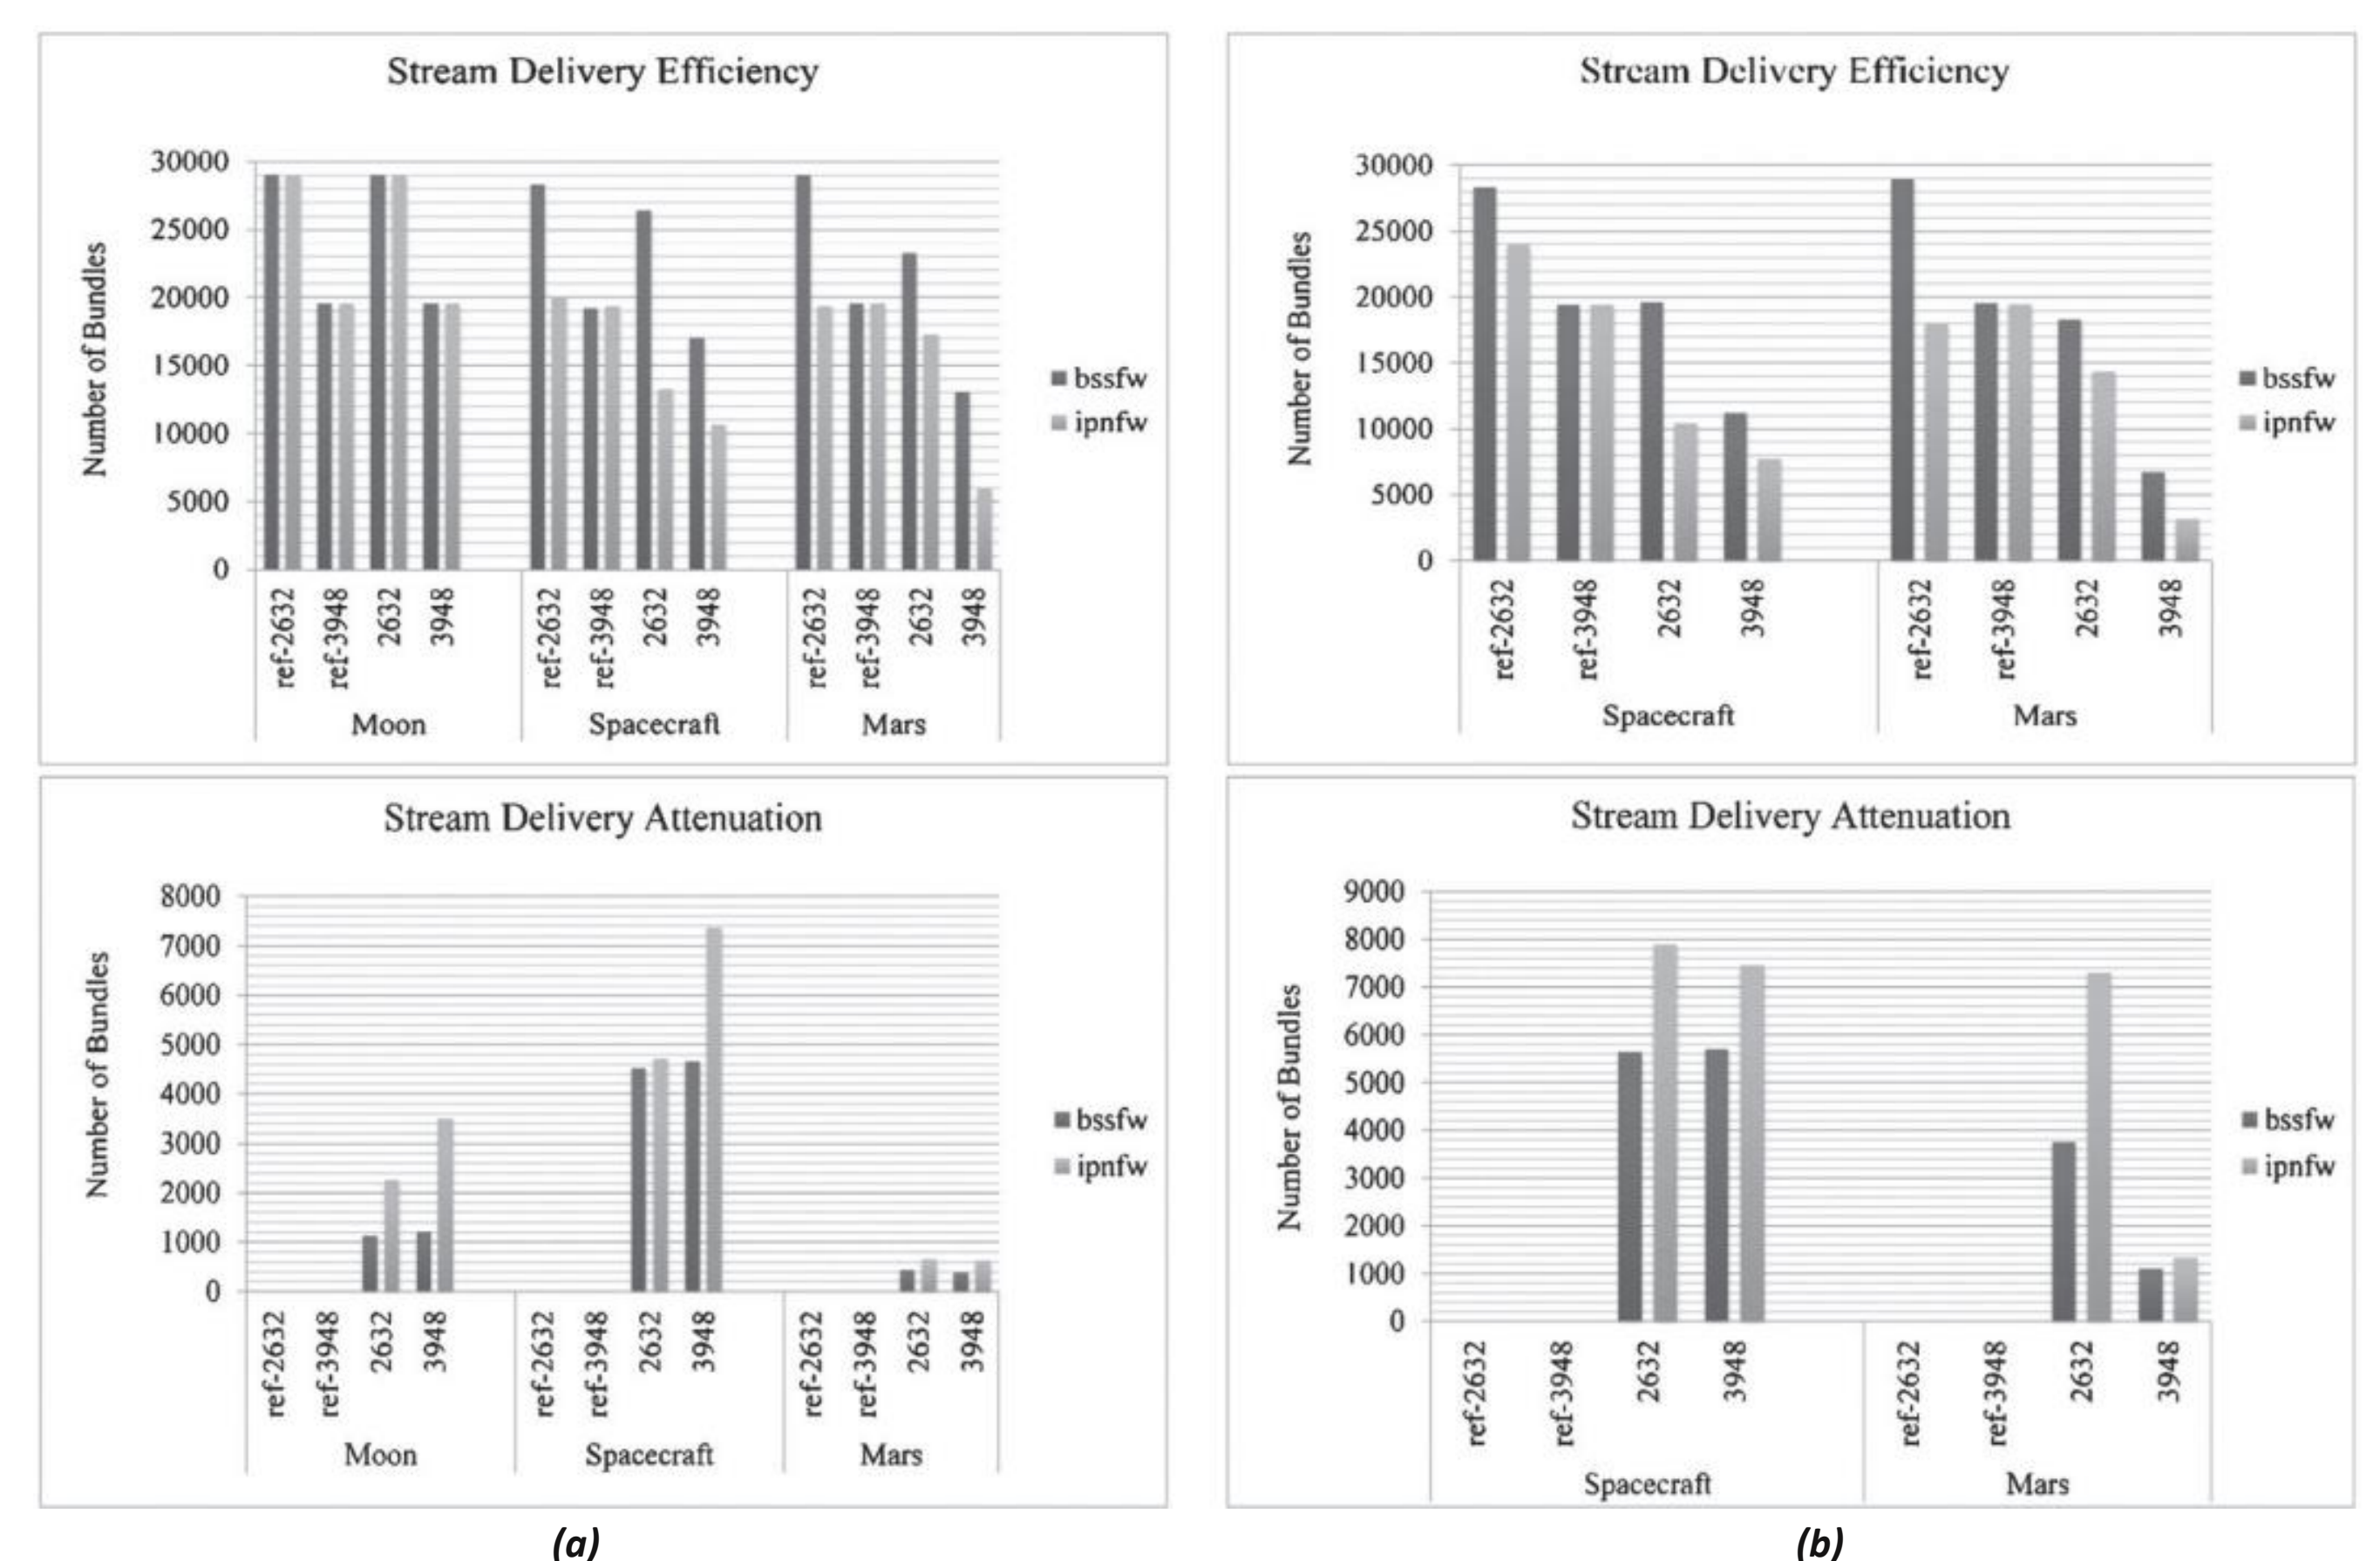 Stream Delivery Efficiency
30000
25000
20000
15000
10000
5000
0
Number of Bundles
bssfw
ipnfw
ref-2632
ref-3948
2632
3948
ref-2632
ref-3948
2632
3948
ref-2632
ref-3948
2632
3948
Moon
Spacecraft
Mars
Stream Delivery Efficiency
30000
25000
20000
15000
10000
5000
0
Number of Bundles
bssfw
ipnfw
ref-2632
ref-3948
2632
3948
ref-2632
ref-3948
2632
3948
Spacecraft
Mars
Stream Delivery Attenuation
8000
7000
6000
5000
4000
3000
2000
1000
0
Number of Bundles
bssfw
ipnfw
ref-2632
ref-3948
2632
3948
ref-2632
ref-3948
2632
3948
ref-2632
ref-3948
2632
3948
Moon
Spacecraft
Mars
Stream Delivery Attenuation
9000
8000
7000
6000
5000
4000
3000
2000
1000
0
Number of Bundles
bssfw
ipnfw
ref-2632
ref-3948
2632
3948
ref-2632
ref-3948
2632
3948
Spacecraft
Mars
(a)
(b)